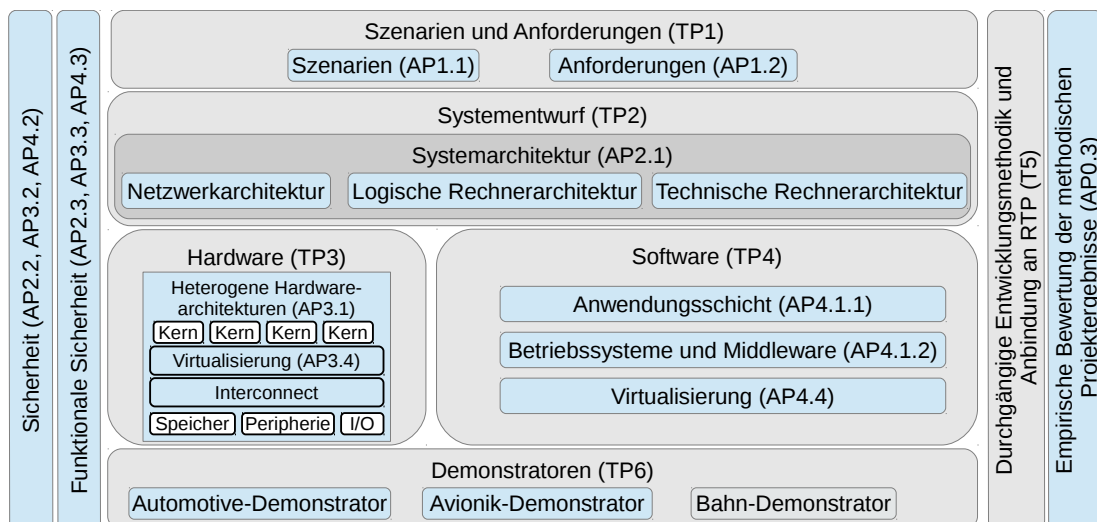 Sicherheit (AP2.2, AP3.2, AP4.2)
Funktionale Sicherheit (AP2.3, AP3.3, AP4.3)
Szenarien und Anforderungen (TP1)
Szenarien (AP1.1)
Anforderungen (AP1.2)
Systementwurf (TP2)
Systemarchitektur (AP2.1)
Netzwerkarchitektur
Logische Rechnerarchitektur
Technische Rechnerarchitektur
Hardware (TP3)
Heterogene Hardware-
architekturen (AP3.1)
Kern
Kern
Kern
Kern
Virtualisierung (AP3.4)
Interconnect
Speicher
Peripherie
I/O
Software (TP4)
Anwendungsschicht (AP4.1.1)
Betriebssysteme und Middleware (AP4.1.2)
Virtualisierung (AP4.4)
Demonstratoren (TP6)
Automotive-Demonstrator
Avionik-Demonstrator
Bahn-Demonstrator
Durchgängige Entwicklungsmethodik und
Anbindung an RTP (T5)
Empirische Bewertung der methodischen
Projektergebnisse (AP0.3)